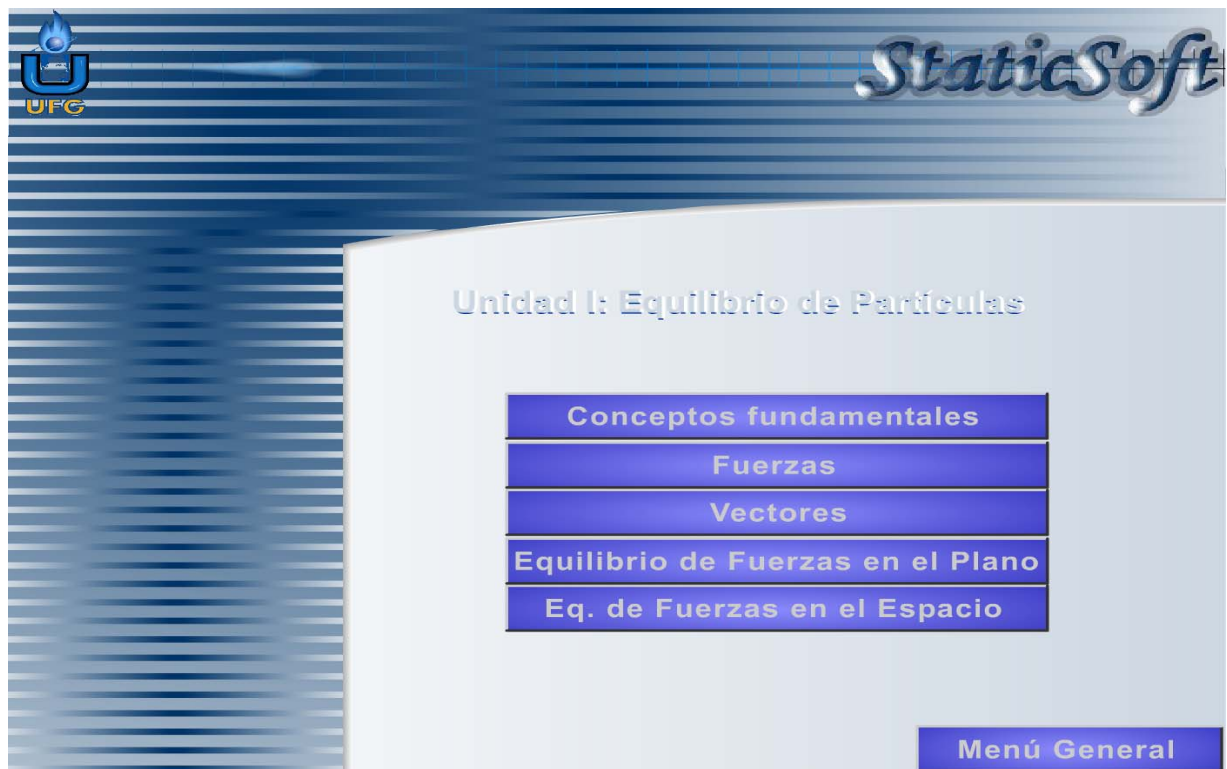 UFG
StaticSoft
Unidad I: Equilibrio de Partículas
Conceptos fundamentales
Fuerzas
Vectores
Equilibrio de Fuerzas en el Plano
Eq. de Fuerzas en el Espacio
Menú General